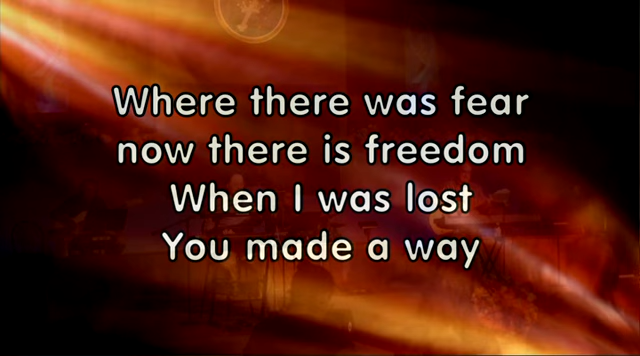 Where there was fear
now there is freedom
When I was lost
You made a way